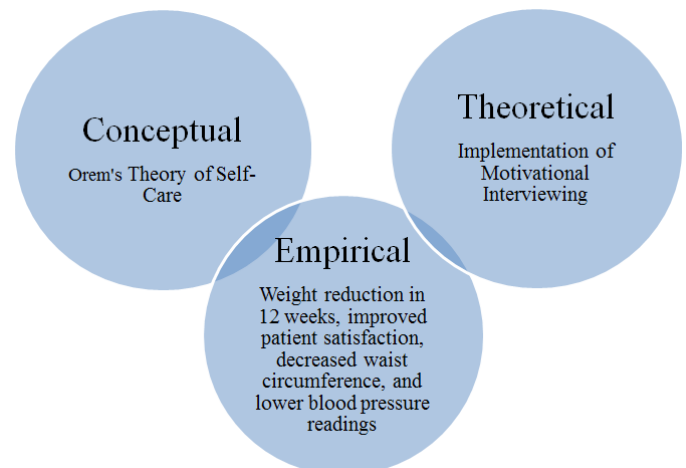 Conceptual
Orem's Theory of Self-
Care
Theoretical
Implementation of
Motivational
Interviewing
Empirical
Weight reduction in
12 weeks, improved
patient satisfaction,
decreased waist
circumference, and
lower blood pressure
readings